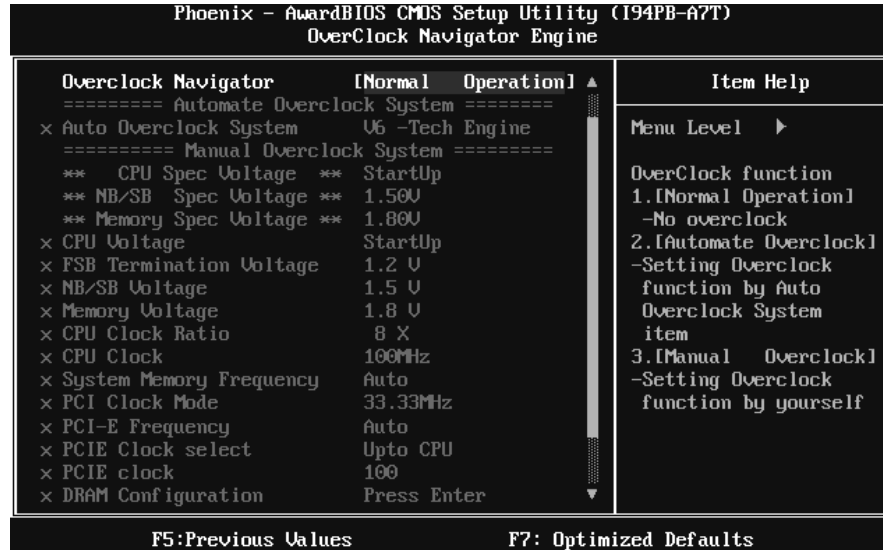 Phoenix - AwardBIOS CMOS Setup Utility (I94PB-A7T)
OverClock Navigator Engine
Overclock Navigator [Normal Operation]
========= Automate Overclock System ========
x Auto Overclock System V6 -Tech Engine
========== Manual Overclock System =========
** CPU Spec Voltage ** StartUp
** NB/SB Spec Voltage ** 1.50V
** Memory Spec Voltage ** 1.80V
x CPU Voltage StartUp
x FSB Termination Voltage 1.2 V
x NB/SB Voltage 1.5 V
x Memory Voltage 1.8 V
x CPU Clock Ratio 8 X
x CPU Clock 100MHz
x System Memory Frequency Auto
x PCI Clock Mode 33.33MHz
x PCI-E Frequency Auto
x PCIE Clock select Upto CPU
x PCIE clock 100
x DRAM Configuration Press Enter
Item Help
Menu Level
OverClock function
1.[Normal Operation]
-No overclock
2.[Automate Overclock]
-Setting Overclock
function by Auto
Overclock System
item
3.[Manual Overclock]
-Setting Overclock
function by yourself
F5:Previous Values F7: Optimized Defaults